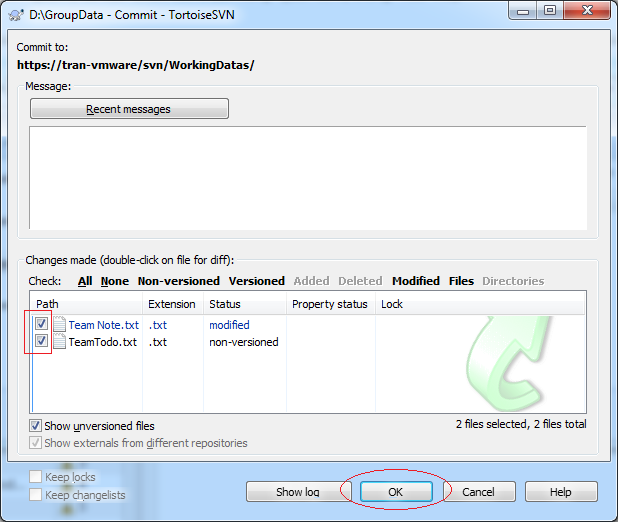 D:\GroupData - Commit - TortoiseSVN
Commit to:
https://tran-vmware/svn/WorkingDatas/
Message:
Recent messages
Changes made (double-click on file for diff):
Check: All None Non-versioned Versioned Added Deleted Modified Files Directories
Path Extension Status Property status Lock
Team Note.txt .txt modified
TeamTodo.txt .txt non-versioned
Show unversioned files 2 files selected, 2 files total
Show externals from different repositories
Keep locks
Keep changelists
Show log OK Cancel Help